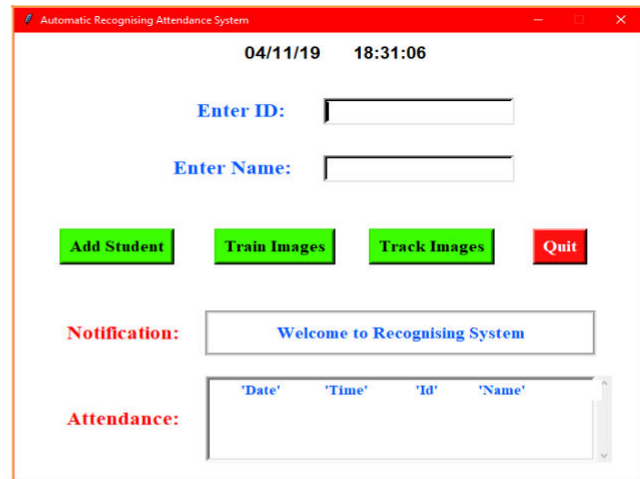 Automatic Recognising Attendance System
04/11/19 18:31:06
Enter ID:
Enter Name:
Add Student Train Images Track Images Quit
Notification: Welcome to Recognising System
'Date' 'Time' 'Id' 'Name'
Attendance: